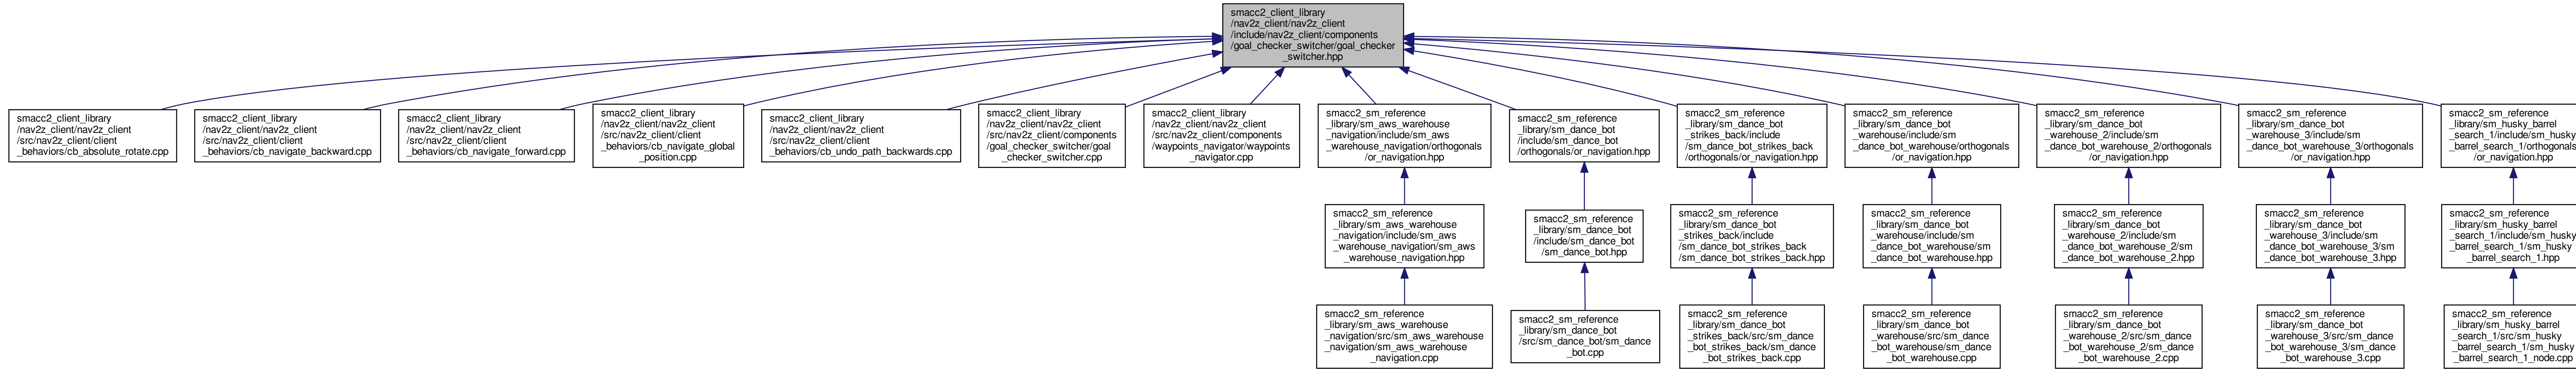 smacc2_client_library
/nav2z_client/nav2z_client
/include/nav2z_client/components
/goal_checker_switcher/goal_checker
_switcher.hpp
smacc2_client_library
/nav2z_client/nav2z_client
/src/nav2z_client/client
_behaviors/cb_absolute_rotate.cpp
smacc2_client_library
/nav2z_client/nav2z_client
/src/nav2z_client/client
_behaviors/cb_navigate_backward.cpp
smacc2_client_library
/nav2z_client/nav2z_client
/src/nav2z_client/client
_behaviors/cb_navigate_forward.cpp
smacc2_client_library
/nav2z_client/nav2z_client
/src/nav2z_client/client
_behaviors/cb_navigate_global
_position.cpp
smacc2_client_library
/nav2z_client/nav2z_client
/src/nav2z_client/client
_behaviors/cb_undo_path_backwards.cpp
smacc2_client_library
/nav2z_client/nav2z_client
/src/nav2z_client/components
/goal_checker_switcher/goal
_checker_switcher.cpp
smacc2_client_library
/nav2z_client/nav2z_client
/src/nav2z_client/components
/waypoints_navigator/waypoints
_navigator.cpp
smacc2_sm_reference
_library/sm_aws_warehouse
_navigation/include/sm_aws
_warehouse_navigation/orthogonals
/or_navigation.hpp
smacc2_sm_reference
_library/sm_dance_bot
/include/sm_dance_bot
/orthogonals/or_navigation.hpp
smacc2_sm_reference
_library/sm_dance_bot
_strikes_back/include
/sm_dance_bot_strikes_back
/orthogonals/or_navigation.hpp
smacc2_sm_reference
_library/sm_dance_bot
_warehouse/include/sm
_dance_bot_warehouse/orthogonals
/or_navigation.hpp
smacc2_sm_reference
_library/sm_dance_bot
_warehouse_2/include/sm
_dance_bot_warehouse_2/orthogonals
/or_navigation.hpp
smacc2_sm_reference
_library/sm_dance_bot
_warehouse_3/include/sm
_dance_bot_warehouse_3/orthogonals
/or_navigation.hpp
smacc2_sm_reference
_library/sm_husky_barrel
_search_1/include/sm_husky
_barrel_search_1/orthogonals
/or_navigation.hpp
smacc2_sm_reference
_library/sm_aws_warehouse
_navigation/include/sm_aws
_warehouse_navigation/sm_aws
_warehouse_navigation.hpp
smacc2_sm_reference
_library/sm_dance_bot
/include/sm_dance_bot
/sm_dance_bot.hpp
smacc2_sm_reference
_library/sm_dance_bot
_strikes_back/include
/sm_dance_bot_strikes_back
/sm_dance_bot_strikes_back.hpp
smacc2_sm_reference
_library/sm_dance_bot
_warehouse/include/sm
_dance_bot_warehouse/sm
_dance_bot_warehouse.hpp
smacc2_sm_reference
_library/sm_dance_bot
_warehouse_2/include/sm
_dance_bot_warehouse_2/sm
_dance_bot_warehouse_2.hpp
smacc2_sm_reference
_library/sm_dance_bot
_warehouse_3/include/sm
_dance_bot_warehouse_3/sm
_dance_bot_warehouse_3.hpp
smacc2_sm_reference
_library/sm_husky_barrel
_search_1/include/sm_husky
_barrel_search_1/sm_husky
_barrel_search_1.hpp
smacc2_sm_reference
_library/sm_aws_warehouse
_navigation/src/sm_aws_warehouse
_navigation/sm_aws_warehouse
_navigation.cpp
smacc2_sm_reference
_library/sm_dance_bot
/src/sm_dance_bot/sm_dance
_bot.cpp
smacc2_sm_reference
_library/sm_dance_bot
_strikes_back/src/sm_dance
_bot_strikes_back/sm_dance
_bot_strikes_back.cpp
smacc2_sm_reference
_library/sm_dance_bot
_warehouse/src/sm_dance
_bot_warehouse/sm_dance
_bot_warehouse.cpp
smacc2_sm_reference
_library/sm_dance_bot
_warehouse_2/src/sm_dance
_bot_warehouse_2/sm_dance
_bot_warehouse_2.cpp
smacc2_sm_reference
_library/sm_dance_bot
_warehouse_3/src/sm_dance
_bot_warehouse_3/sm_dance
_bot_warehouse_3.cpp
smacc2_sm_reference
_library/sm_husky_barrel
_search_1/src/sm_husky
_barrel_search_1/sm_husky
_barrel_search_1_node.cpp